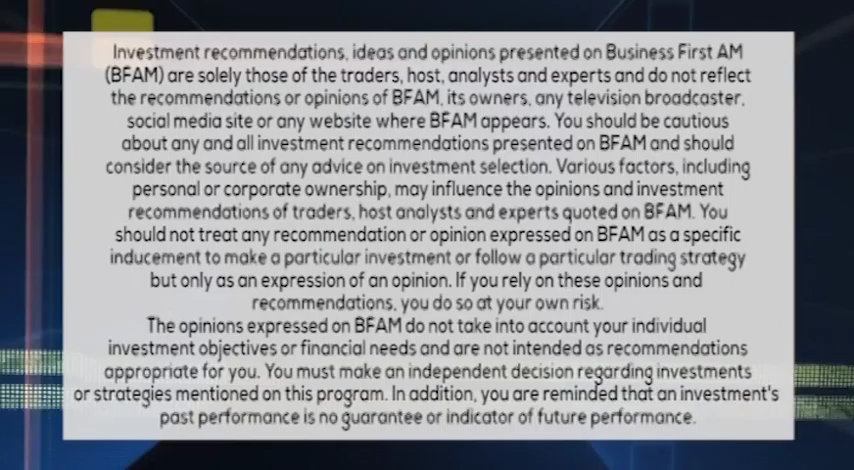 Investment recommendations, ideas and opinions presented on Business First AM
(BFAM) are solely those of the traders, host, analysts and experts and do not reflect
the recommendations or opinions of BFAM, its owners, any television broadcaster,
social media site or any website where BFAM appears. You should be cautious
about any and all investment recommendations presented on BFAM and should
consider the source of any advice on investment selection. Various factors, including
personal or corporate ownership, may influence the opinions and investment
recommendations of traders, host analysts and experts quoted on BFAM. You
should not treat any recommendation or opinion expressed on BFAM as a specific
inducement to make a particular investment or follow a particular trading strategy
but only as an expression of an opinion. If you rely on these opinions and
recommendations, you do so at your own risk.
The opinions expressed on BFAM do not take into account your individual
investment objectives or financial needs and are not intended as recommendations
appropriate for you. You must make an independent decision regarding investments
or strategies mentioned on this program. In addition, you are reminded that an investment's
past performance is no guarantee or indicator of future performance.